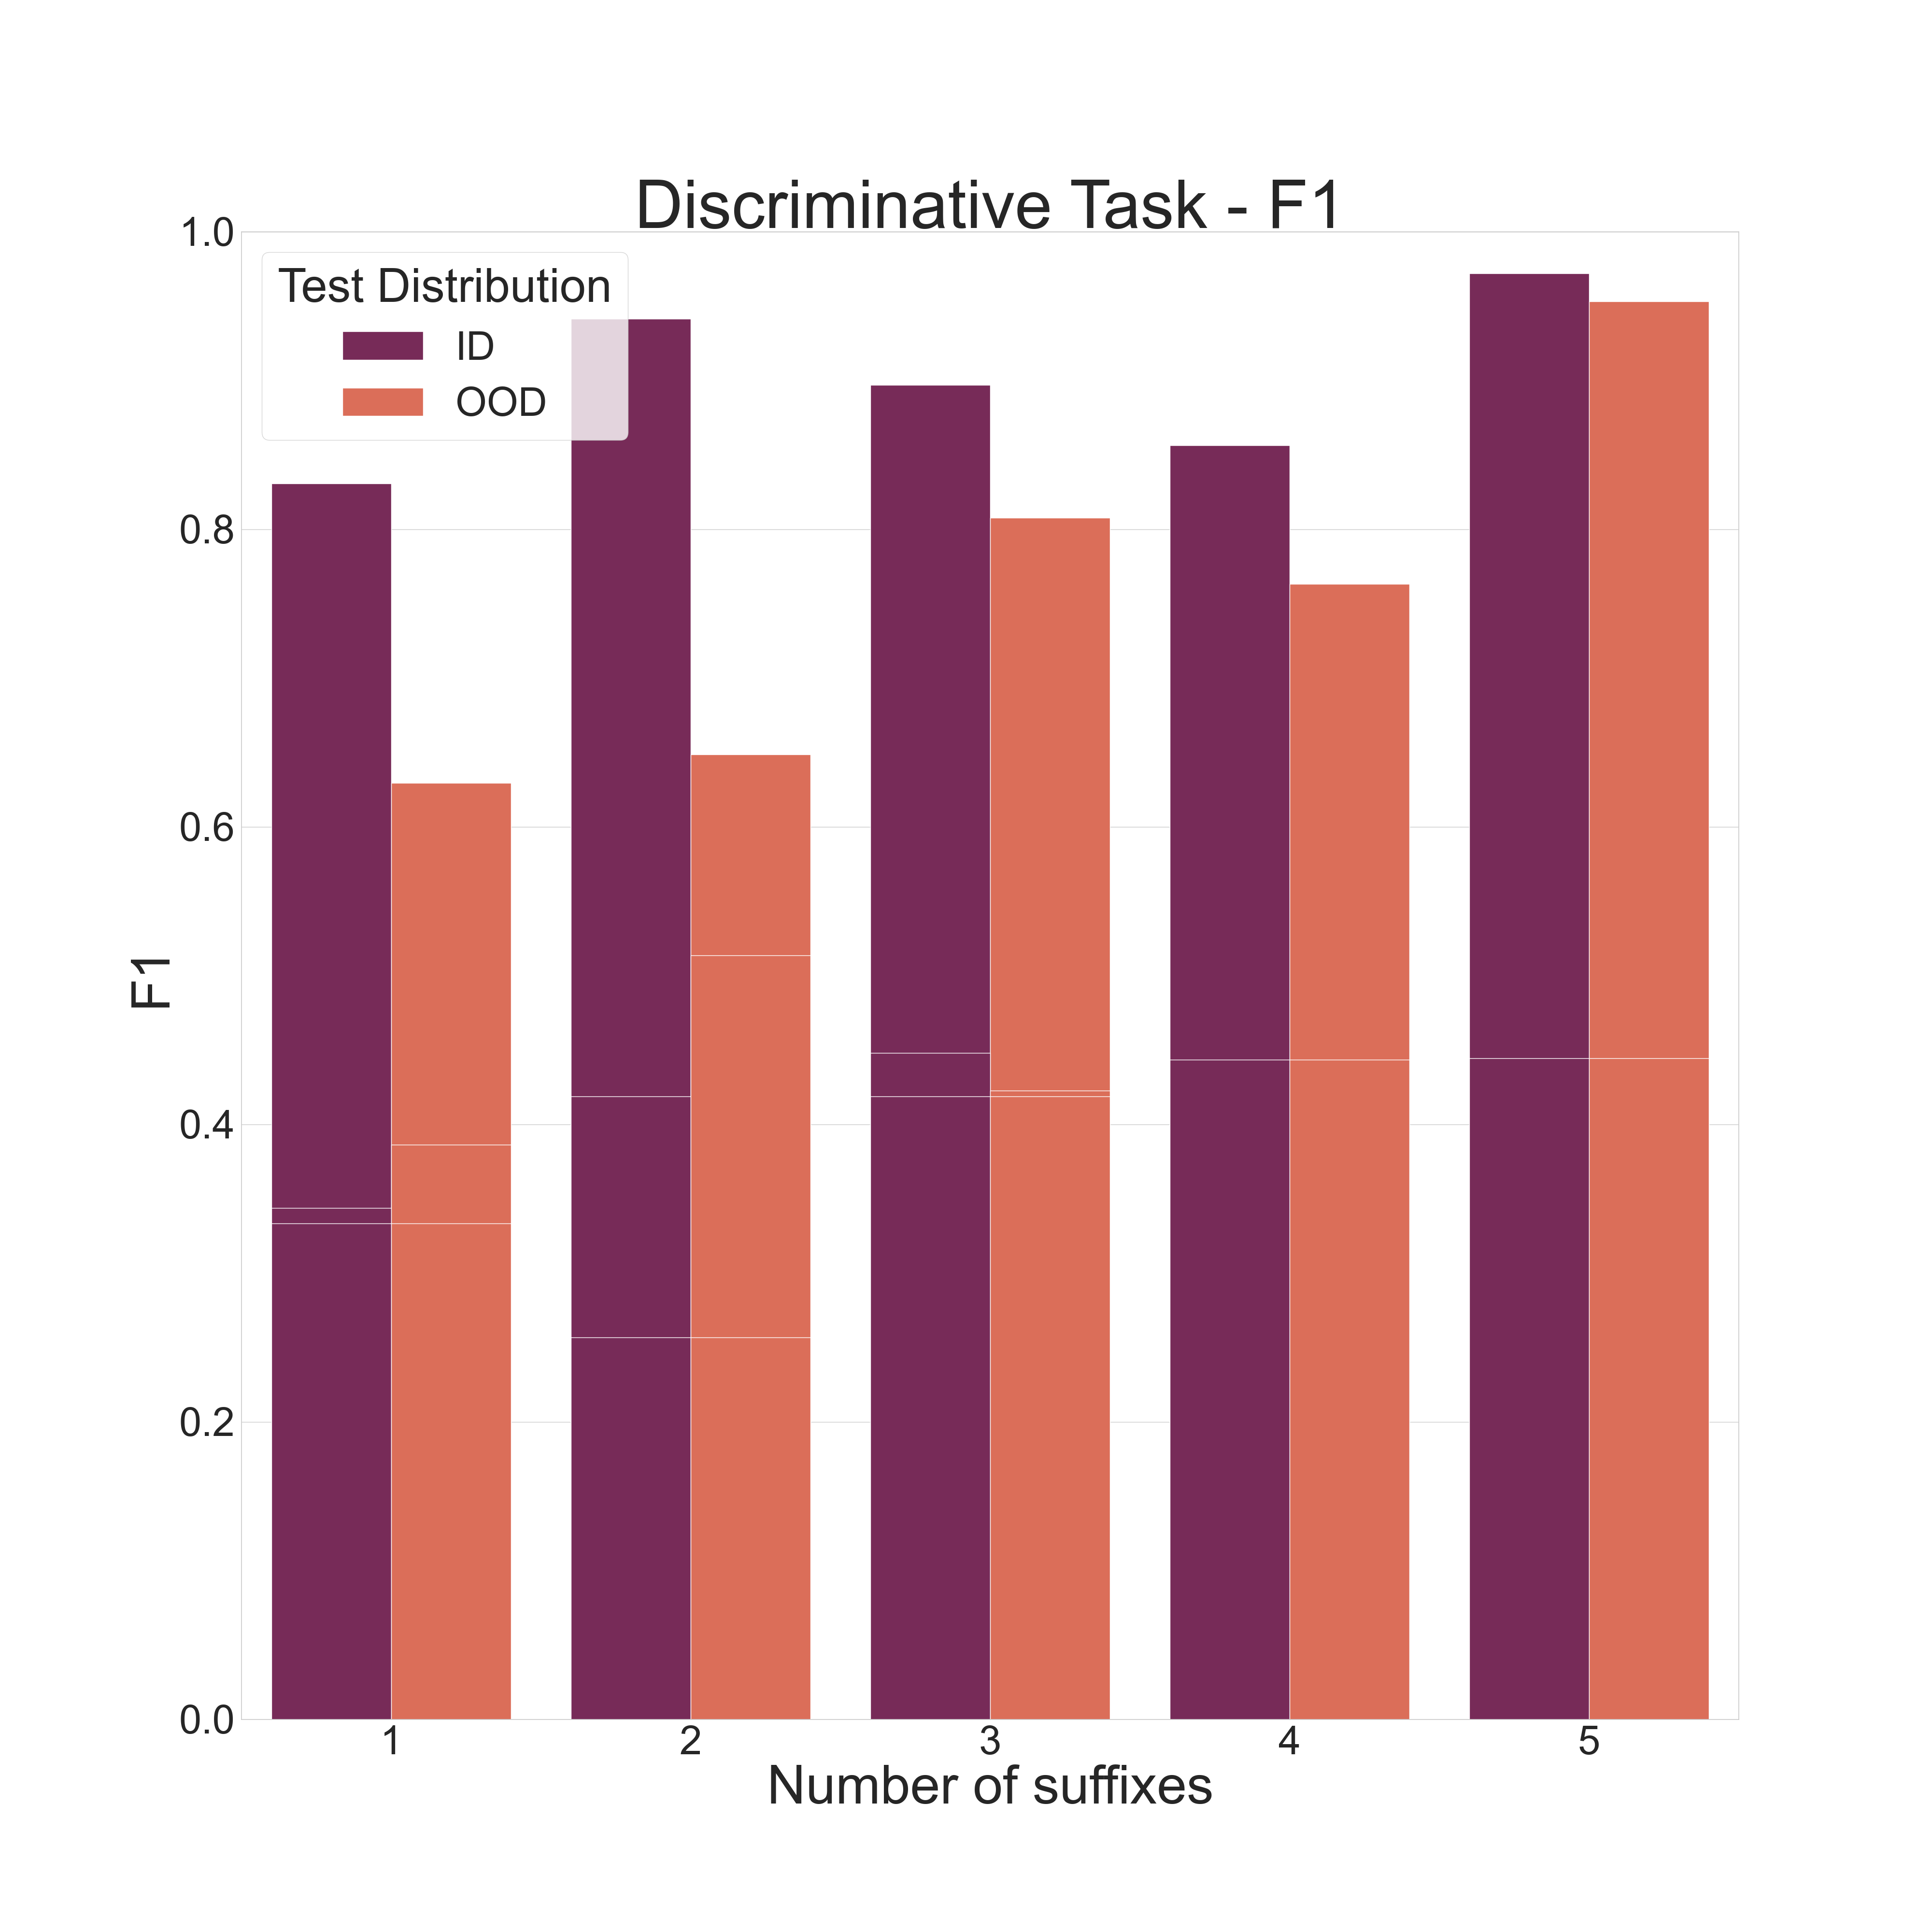 Discriminative Task - F1
Test Distribution
ID
OOD
1.0
0.8
0.6
0.4
0.2
0.0
F1
1 2 3 4 5
Number of suffixes